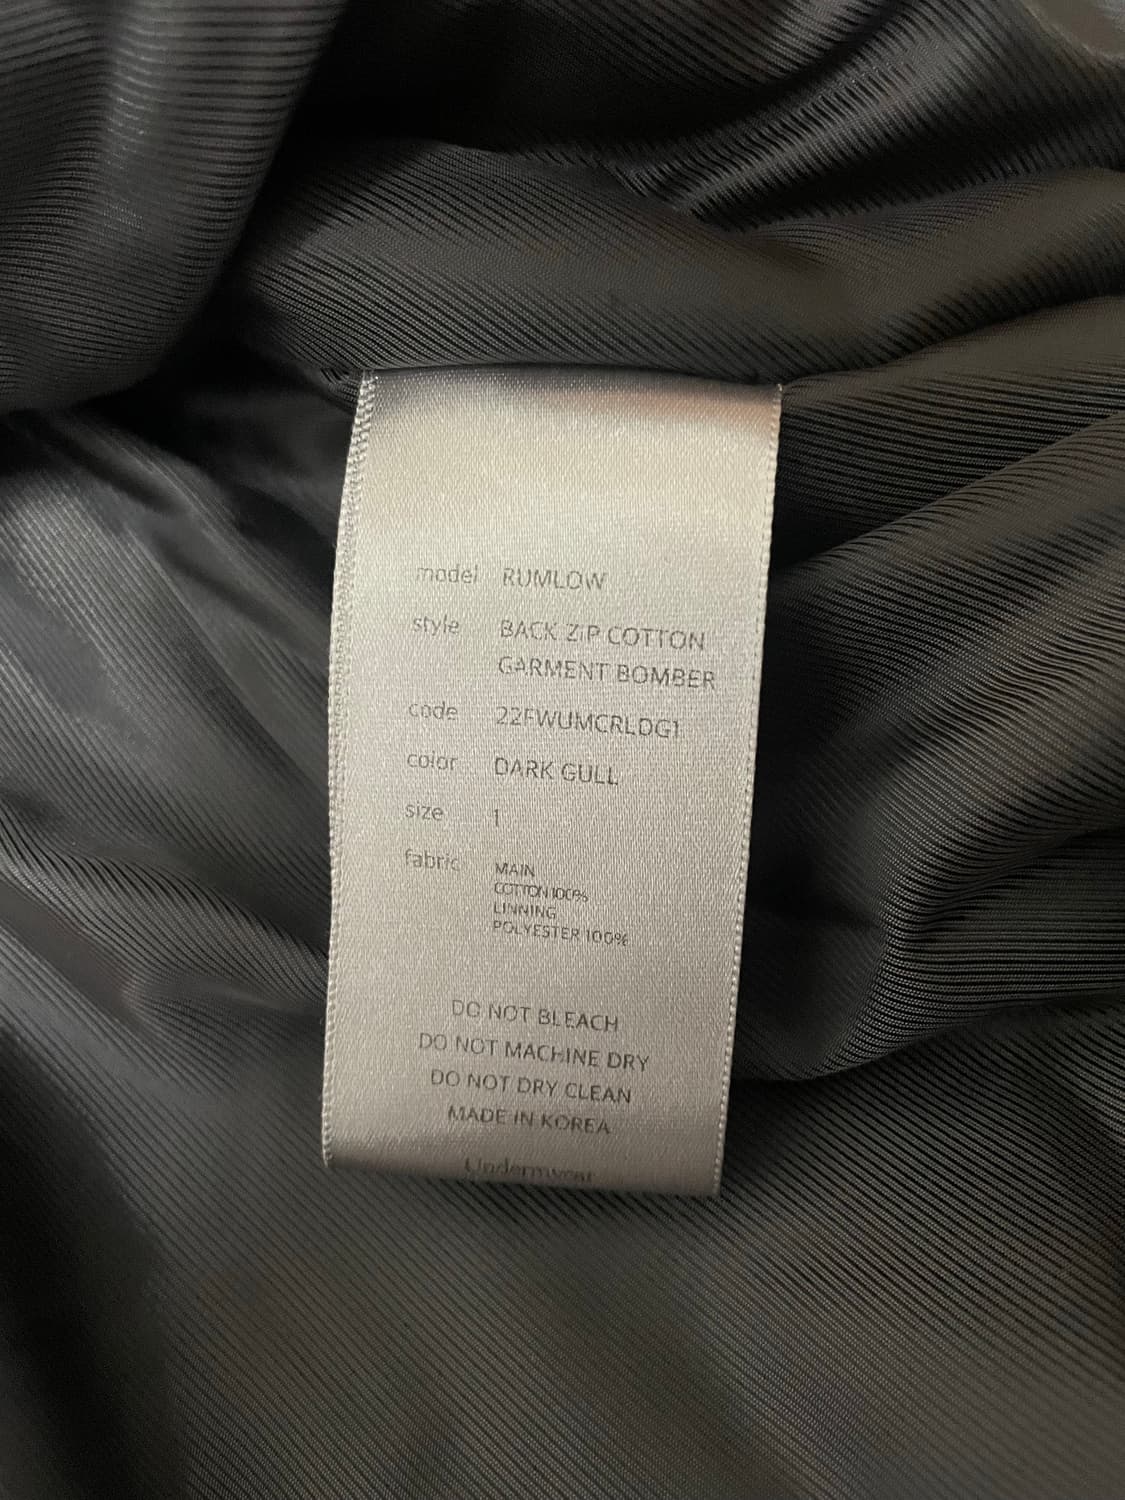 model RUMLOW
style BACK ZIP COTTON
GARMENT BOMBER
code 22FWUMCRLDG1
color DARK GULL
size 1
fabric MAIN
COTTON 100%
LINNING
POLYESTER 100%
DO NOT BLEACH
DO NOT MACHINE DRY
DO NOT DRY CLEAN
MADE IN KOREA
Undermycar